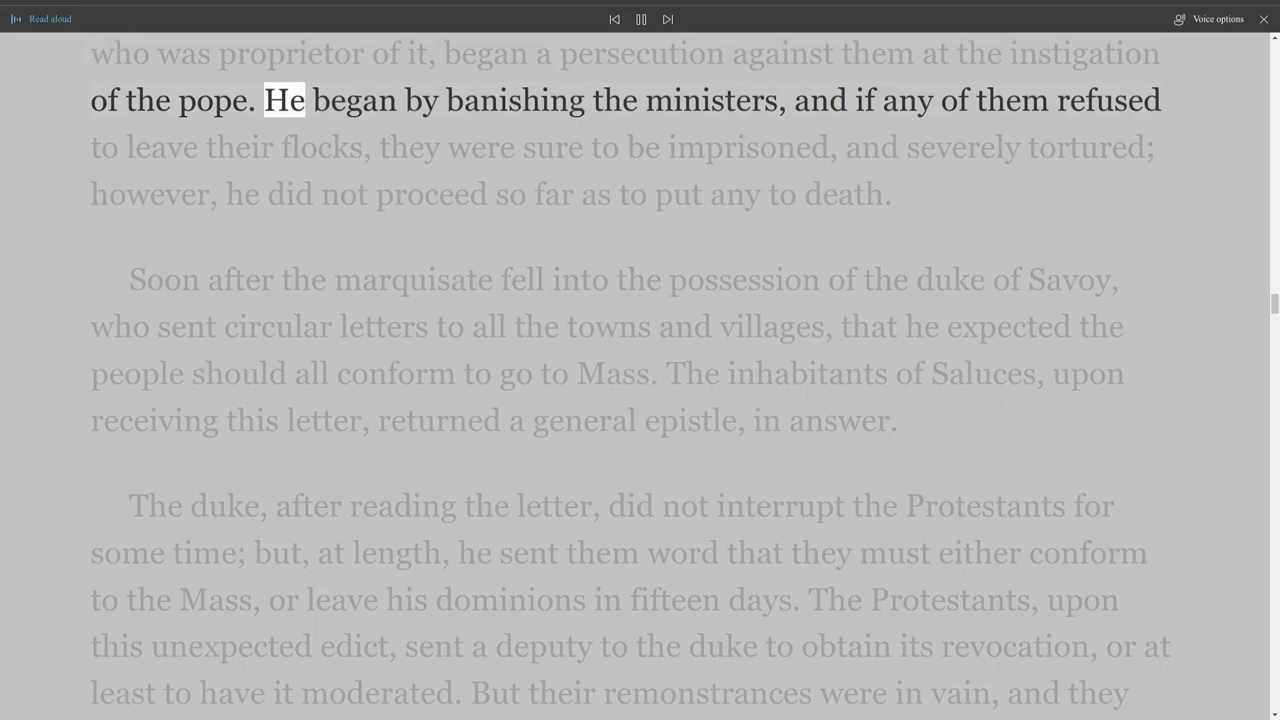 Read aloud
Voice options
who was proprietor of it, began a persecution against them at the instigation
of the pope. He began by banishing the ministers, and if any of them refused
to leave their flocks, they were sure to be imprisoned, and severely tortured;
however, he did not proceed so far as to put any to death.
Soon after the marquisate fell into the possession of the duke of Savoy,
who sent circular letters to all the towns and villages, that he expected the
people should all conform to go to Mass. The inhabitants of Saluces, upon
receiving this letter, returned a general epistle, in answer.
The duke, after reading the letter, did not interrupt the Protestants for
some time; but, at length, he sent them word that they must either conform
to the Mass, or leave his dominions in fifteen days. The Protestants, upon
this unexpected edict, sent a deputy to the duke to obtain its revocation, or at
least to have it moderated. But their remonstrances were in vain, and they